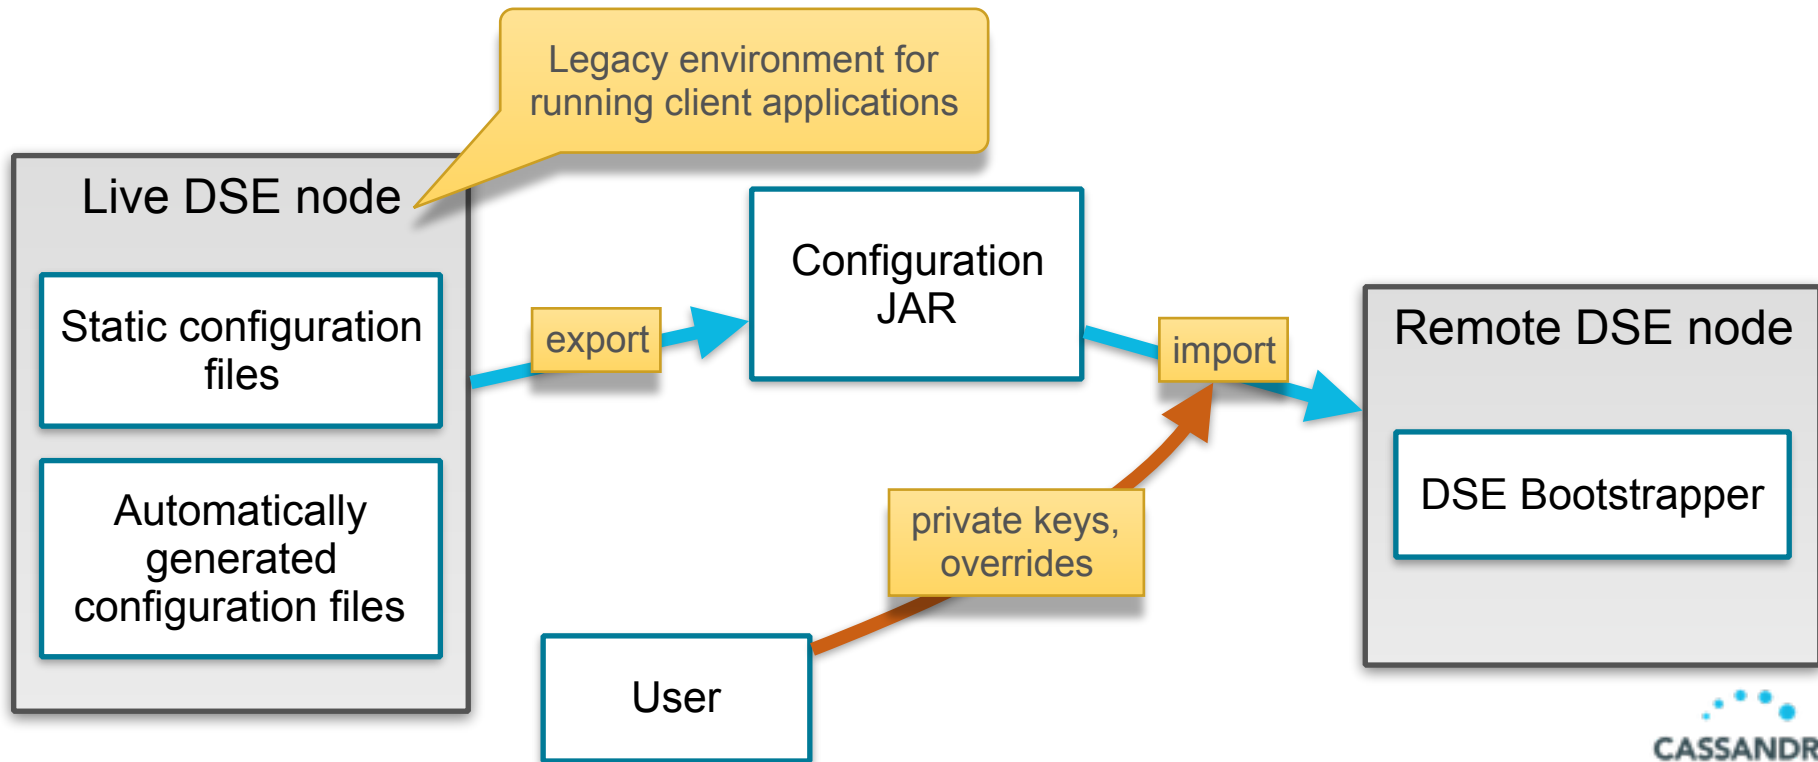 Legacy environment for
running client applications
Live DSE node
Static configuration
files
Automatically
generated
configuration files
export
Configuration
JAR
import
private keys,
overrides
User
Remote DSE node
DSE Bootstrapper
CASSANDR